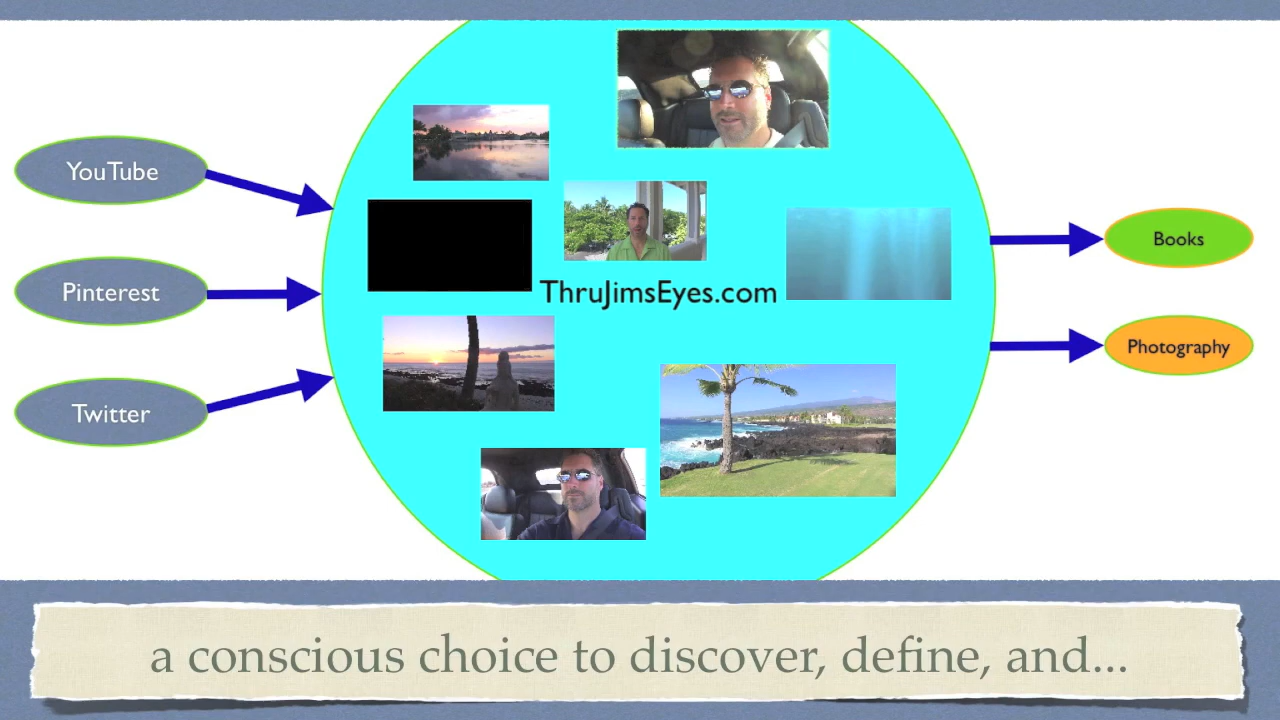 YouTube
Pinterest
Twitter
ThruJimsEyes.com
Books
Photography
a conscious choice to discover, define, and...